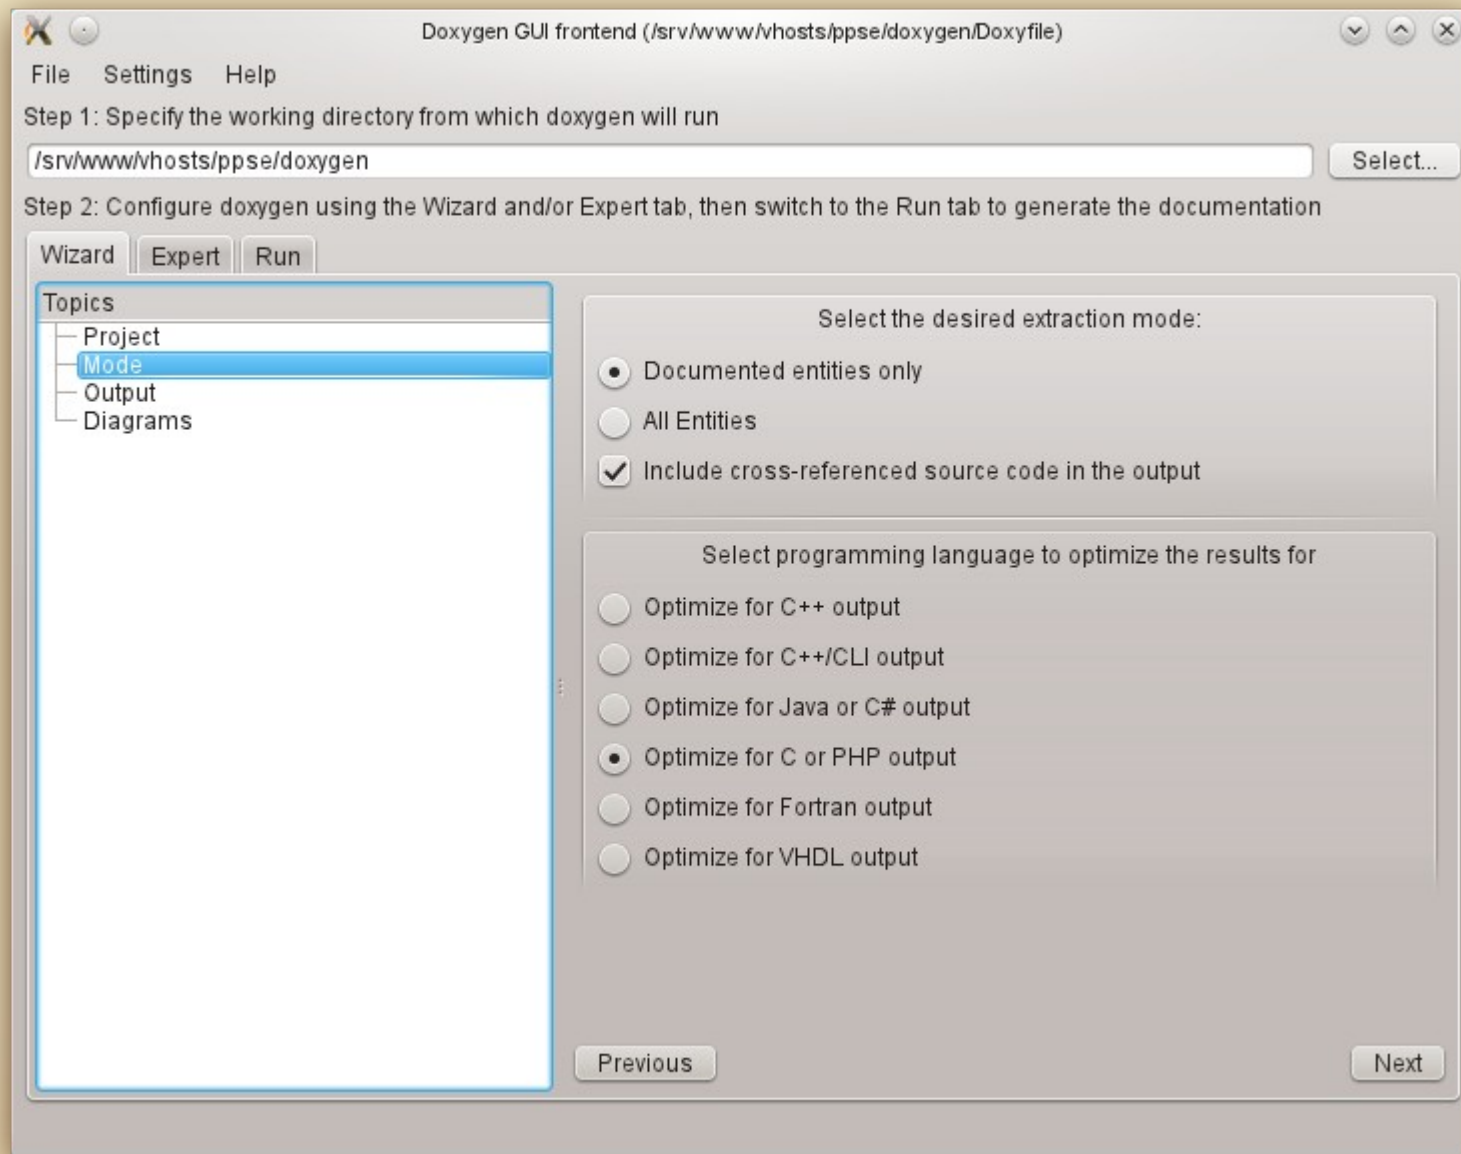 Doxygen GUI frontend (/srv/www/vhosts/ppse/doxygen/Doxyfile)
File Settings Help
Step 1: Specify the working directory from which doxygen will run
/srv/www/vhosts/ppse/doxygen
Select...
Step 2: Configure doxygen using the Wizard and/or Expert tab, then switch to the Run tab to generate the documentation
Wizard Expert Run
Topics
Project
Mode
Output
Diagrams
Select the desired extraction mode:
Documented entities only
All Entities
Include cross-referenced source code in the output
Select programming language to optimize the results for
Optimize for C++ output
Optimize for C++/CLI output
Optimize for Java or C# output
Optimize for C or PHP output
Optimize for Fortran output
Optimize for VHDL output
Previous
Next